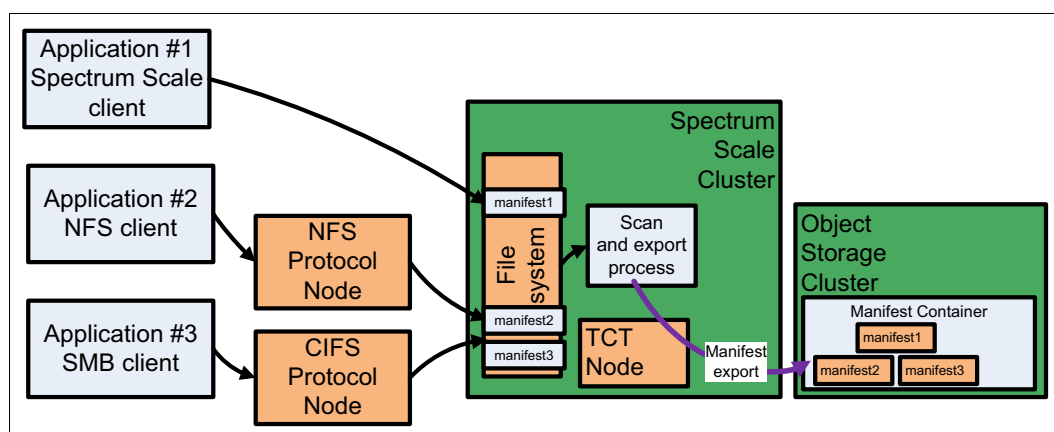 Application #1
Spectrum Scale
client
Application #2
NFS client
Application #3
SMB client
NFS
Protocol
Node
CIFS
Protocol
Node
Spectrum
Scale
Cluster
File
system
manifest1
manifest2
manifest3
Scan
and export
process
TCT
Node
Manifest
export
Object
Storage
Cluster
Manifest Container
manifest1
manifest2
manifest3